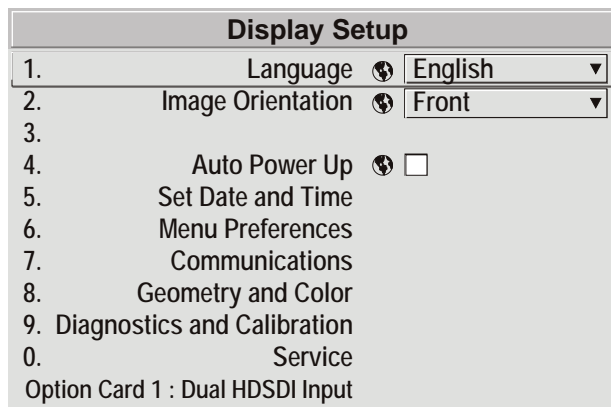 Display Setup
1. Language English
2. Image Orientation Front
3.
4. Auto Power Up
5. Set Date and Time
6. Menu Preferences
7. Communications
8. Geometry and Color
9. Diagnostics and Calibration
0. Service
Option Card 1 : Dual HDSDI Input